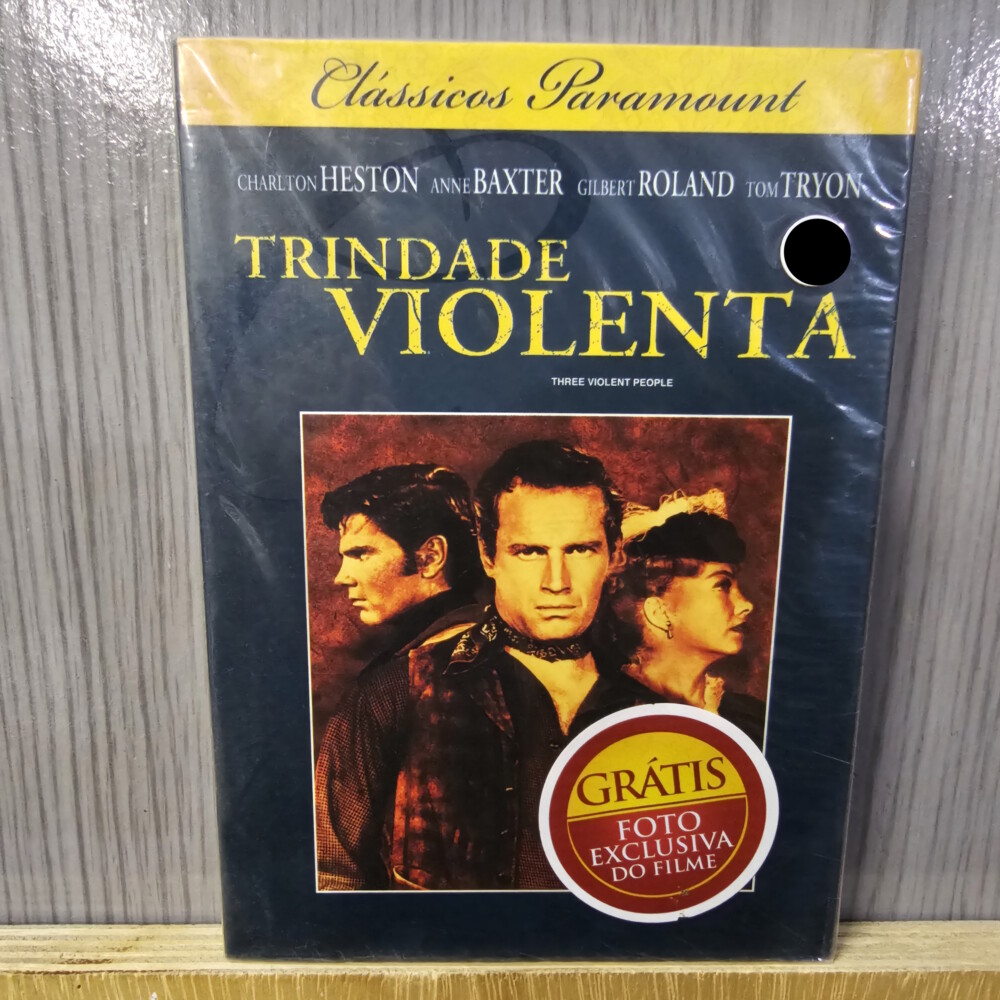 Clássicos Paramount
CHARLTON HESTON ANNE BAXTER GILBERT ROLAND TOM TRYON
TRINDADE
VIOLENTA
THREE VIOLENT PEOPLE
GRÁTIS
FOTO
EXCLUSIVA
DO FILME